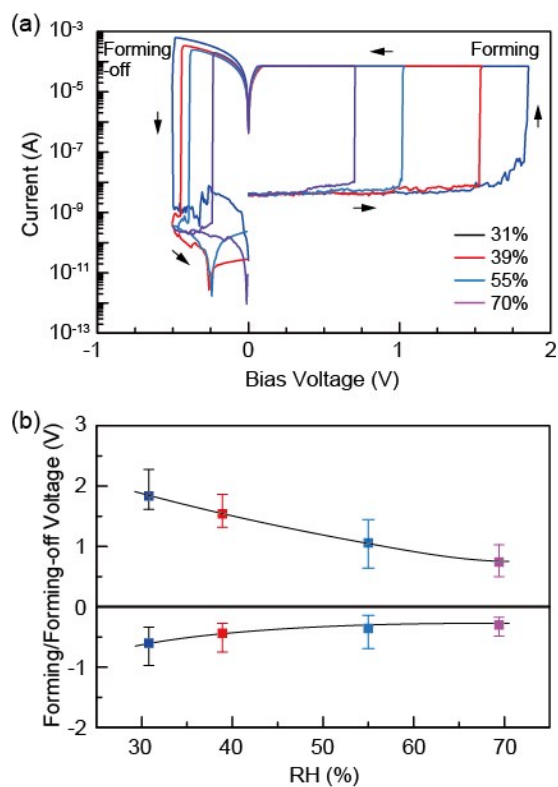 (a)
10⁻³
10⁻⁵
10⁻⁷
10⁻⁹
10⁻¹¹
10⁻¹³
Current (A)
Forming
-off
Forming
31%
39%
55%
70%
-1
0
1
2
Bias Voltage (V)
(b)
3
2
1
0
-1
-2
Forming/Forming-off Voltage (V)
30
40
50
60
70
RH (%)